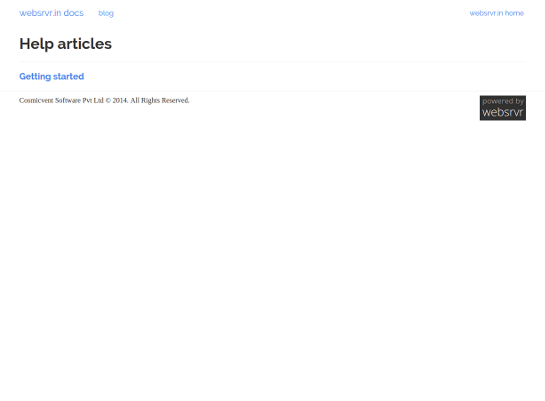 websrvr.in docs blog websrvr.in home
Help articles
Getting started
Cosmicvent Software Pvt Ltd © 2014. All Rights Reserved.
powered by
websrvr